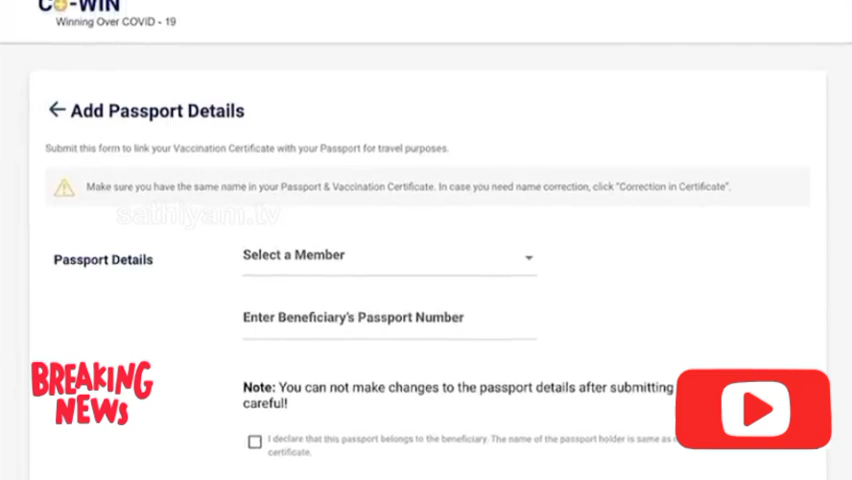 CO-WIN
Winning Over COVID - 19
Add Passport Details
Submit this form to link your Vaccination Certificate with your Passport for travel purposes.
Make sure you have the same name in your Passport & Vaccination Certificate. In case you need name correction, click "Correction in Certificate".
sathiyam.tv
Passport Details
Select a Member
Enter Beneficiary's Passport Number
BREAKING
NEWS
Note: You can not make changes to the passport details after submitting
careful!
I declare that this passport belongs to the beneficiary. The name of the passport holder is same as
certificate.